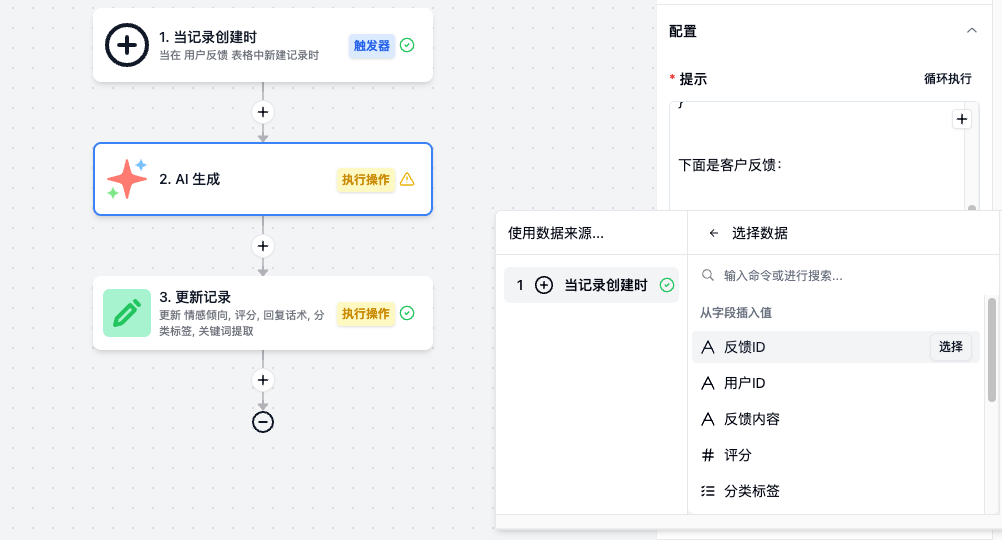 1. 当记录创建时
当在 用户反馈 表格中新建记录时
触发器
2. AI 生成
执行操作
3. 更新记录
更新 情感倾向, 评分, 回复话术, 分
类标签, 关键词提取
执行操作
配置
* 提示
循环执行
}
下面是客户反馈：
使用数据来源...
1 当记录创建时
选择数据
输入命令或进行搜索...
从字段插入值
反馈ID
选择
用户ID
反馈内容
评分
分类标签